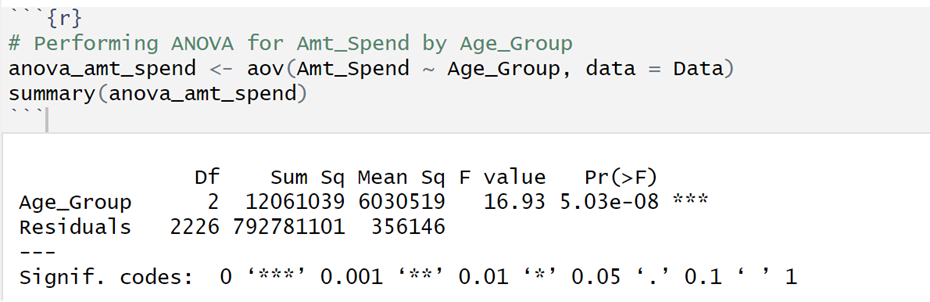 ```{r}
# Performing ANOVA for Amt_Spend by Age_Group
anova_amt_spend <- aov(Amt_Spend ~ Age_Group, data = Data)
summary(anova_amt_spend)
```
Df Sum Sq Mean Sq F value Pr(>F)
Age_Group 2 12061039 6030519 16.93 5.03e-08 ***
Residuals 2226 792781101 356146
---
Signif. codes: 0 ‘***’ 0.001 ‘**’ 0.01 ‘*’ 0.05 ‘.’ 0.1 ‘ ’ 1